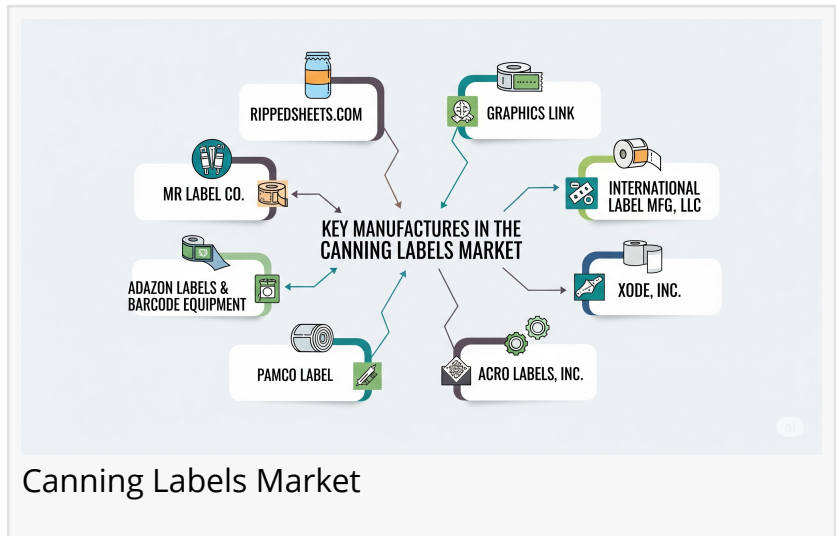 RIPPEDSHEETS.COM
GRAPHICS LINK
MR LABEL CO.
INTERNATIONAL
LABEL MFG, LLC
KEY MANUFACTURES IN THE
CANNING LABELS MARKET
ADAZON LABELS &
BARCODE EQUIPMENT
XODE, INC.
PAMCO LABEL
ACRO LABELS, INC.
ai
Canning Labels Market